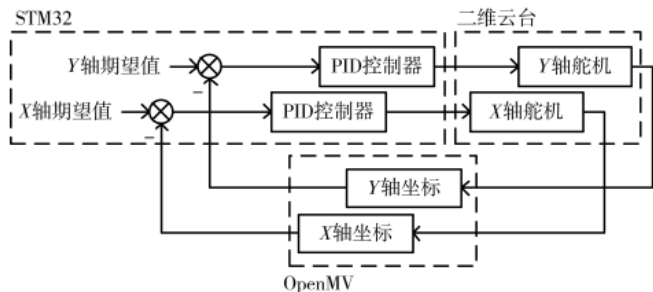 STM32
二维云台
Y轴期望值
PID控制器
Y轴舵机
X轴期望值
PID控制器
X轴舵机
Y轴坐标
X轴坐标
OpenMV